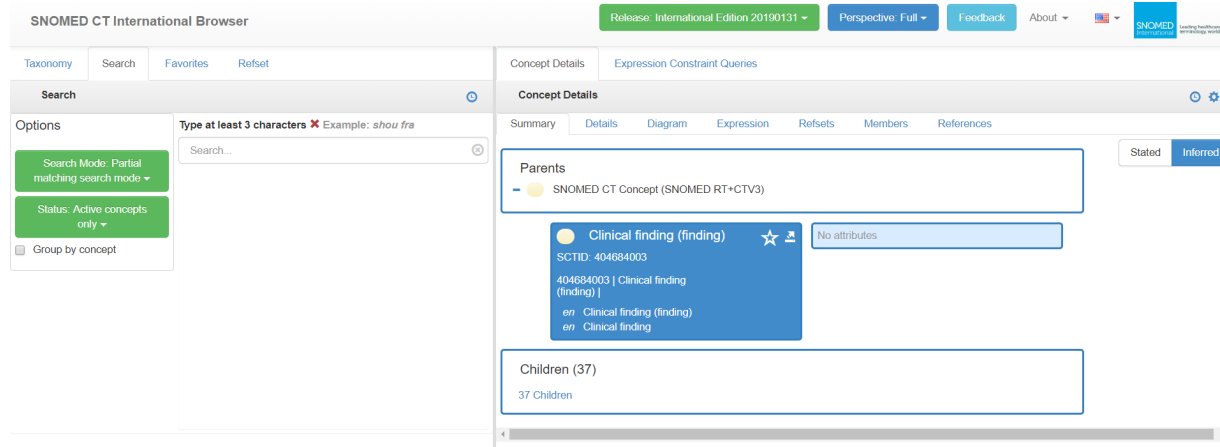 SNOMED CT International Browser
Release: International Edition 20190131
Perspective: Full
Feedback
About
SNOMED
International
Leading healthcare
terminology, world
Taxonomy
Search
Favorites
Refset
Search
Options
Search Mode: Partial
matching search mode
Status: Active concepts
only
Group by concept
Type at least 3 characters ✘ Example: shou fra
Search...
Concept Details
Expression Constraint Queries
Concept Details
Summary
Details
Diagram
Expression
Refsets
Members
References
Stated
Inferred
Parents
SNOMED CT Concept (SNOMED RT+CTV3)
Clinical finding (finding)
SCTID: 404684003
404684003 | Clinical finding
(finding) |
en Clinical finding (finding)
en Clinical finding
No attributes
Children (37)
37 Children